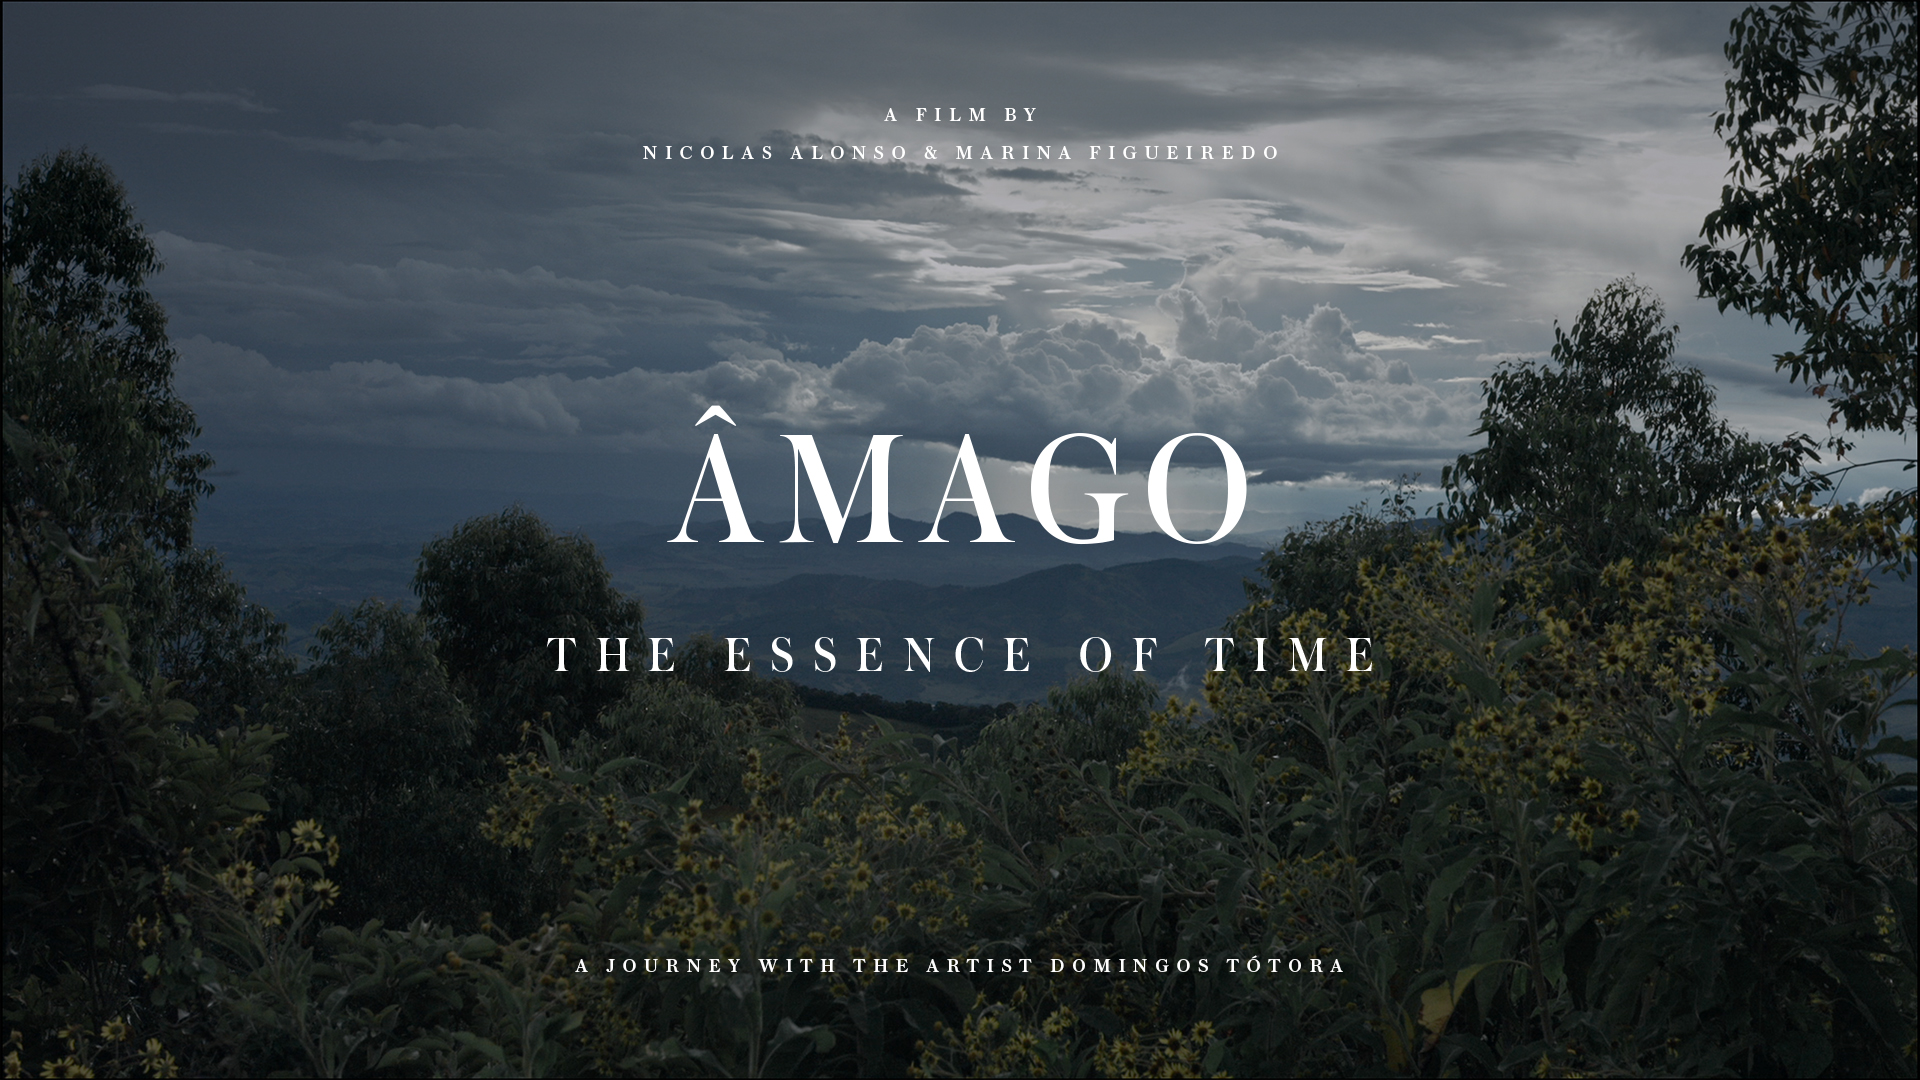 A FILM BY
NICOLAS ALONSO & MARINA FIGUEIREDO
ÂMAGO
THE ESSENCE OF TIME
A JOURNEY WITH THE ARTIST DOMINGOS TÓTORA